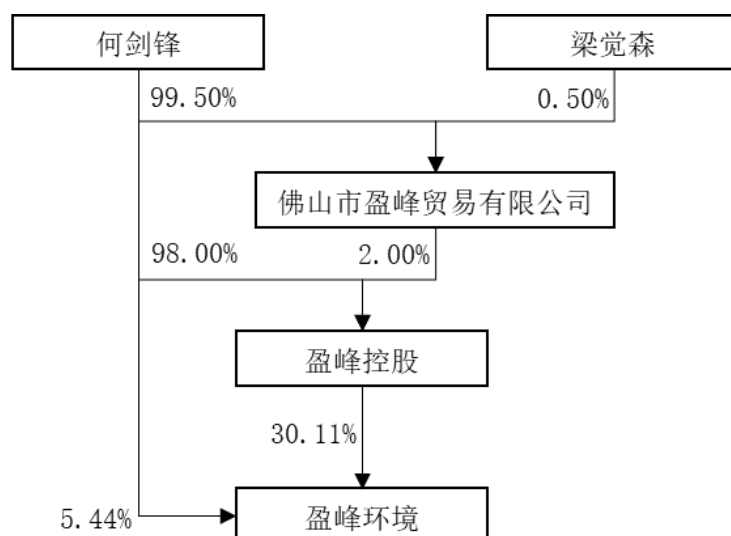 何剑锋
梁觉森
99.50%
0.50%
佛山市盈峰贸易有限公司
98.00%
2.00%
盈峰控股
30.11%
5.44%
盈峰环境